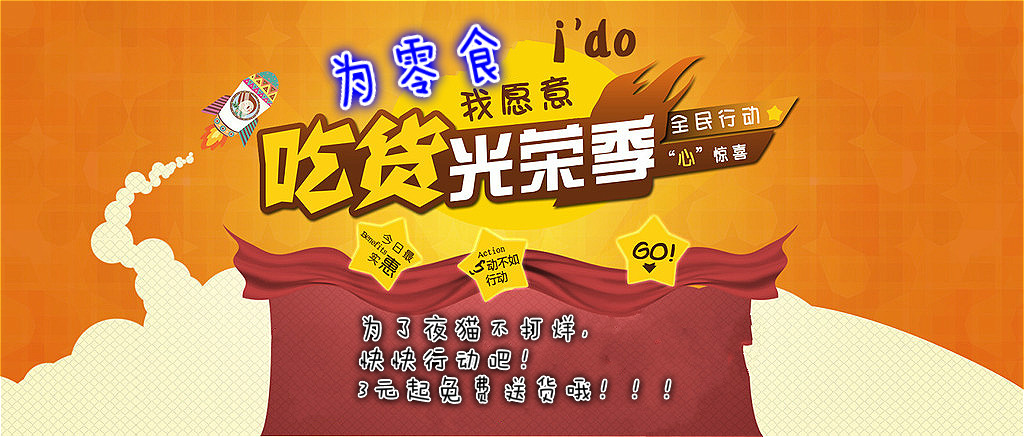 i'do
为零食
我愿意
吃货光荣季
全民行动
“心”惊喜
今日最
Benefits
实惠
Action
心动不如
行动
GO!
为了夜猫不打烊,
快快行动吧!
3元起免费送货哦!!!